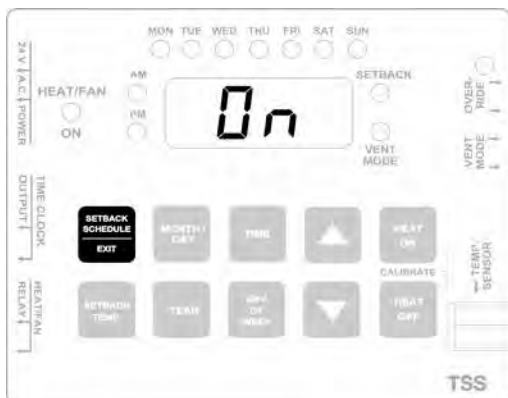 MON TUE WED THU FRI SAT SUN
24 V. A.C. POWER
HEAT/FAN
ON
AM
PM
On
SETBACK
VENT
MODE
OVER-
RIDE
VENT
MODE
TIME CLOCK
OUTPUT
SETBACK
SCHEDULE
EXIT
MONTH /
DAY
TIME
HEAT
ON
CALIBRATE
TEMP.
SENSOR
HEAT/FAN
RELAY
SETBACK
TEMP
YEAR
DAY
OF
WEEK
HEAT
OFF
TSS